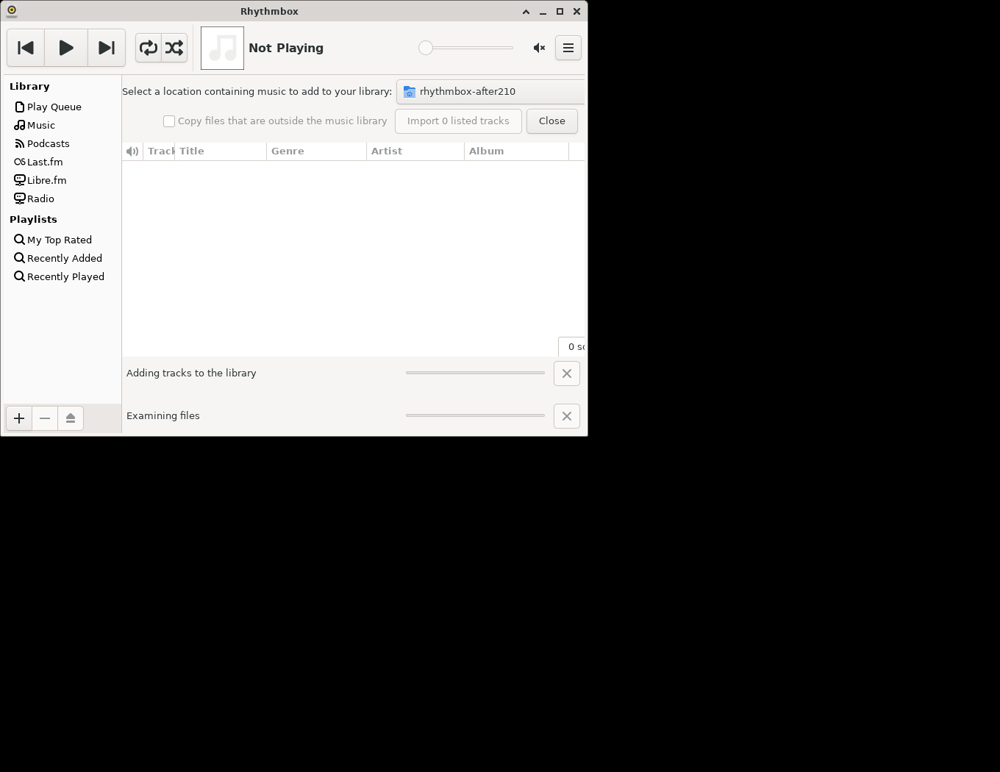 Rhythmbox
Not Playing
Library
Play Queue
Music
Podcasts
Last.fm
Libre.fm
Radio
Playlists
My Top Rated
Recently Added
Recently Played
Select a location containing music to add to your library:
rhythmbox-after210
Copy files that are outside the music library
Import 0 listed tracks
Close
Track Title Genre Artist Album
0
Adding tracks to the library
Examining files